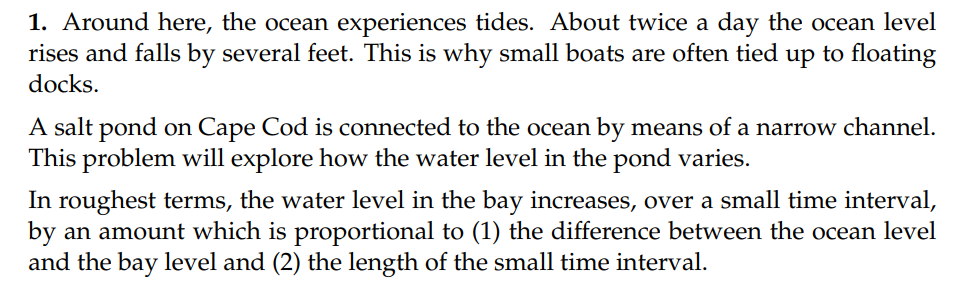 1. Around here, the ocean experiences tides. About twice a day the ocean level
rises and falls by several feet. This is why small boats are often tied up to floating
docks.
A salt pond on Cape Cod is connected to the ocean by means of a narrow channel.
This problem will explore how the water level in the pond varies.
In roughest terms, the water level in the bay increases, over a small time interval,
by an amount which is proportional to (1) the difference between the ocean level
and the bay level and (2) the length of the small time interval.